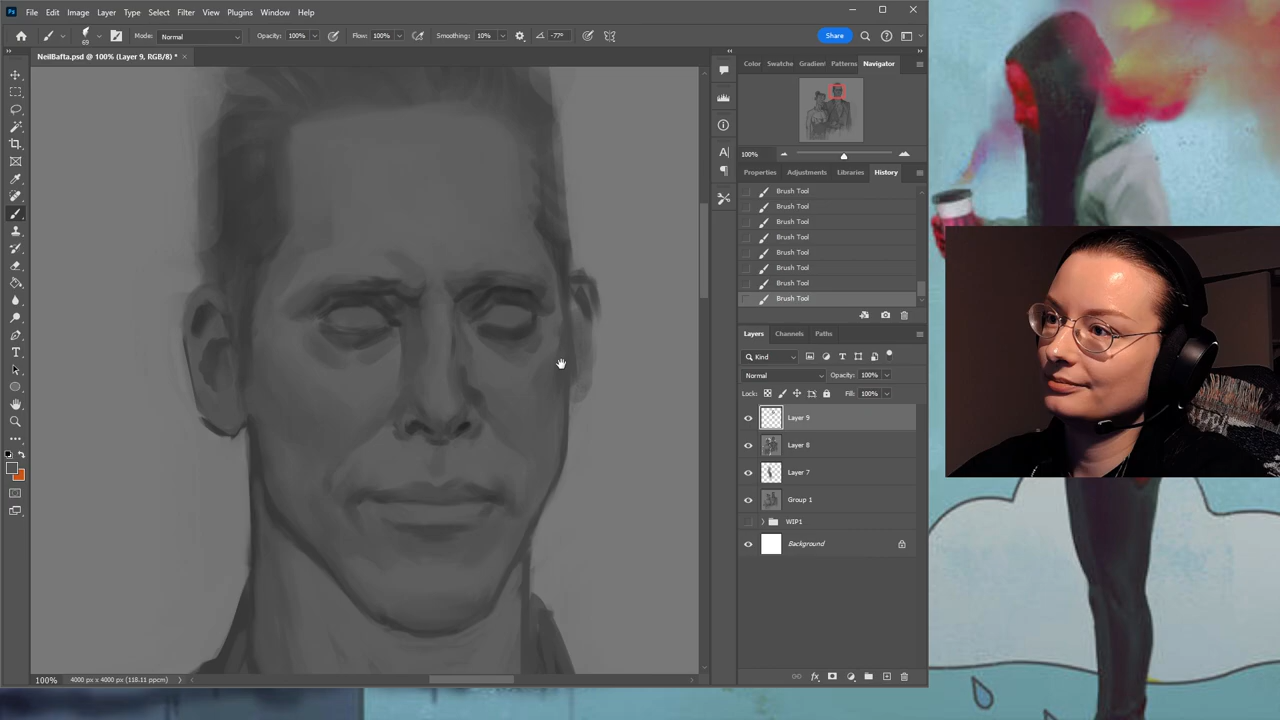 Ps File Edit Image Layer Type Select Filter View Plugins Window Help
69 Mode: Normal Opacity: 100% Flow: 100% Smoothing: 10% -77° Share
NeilBafta.psd @ 100% (Layer 9, RGB/8) *
Color Swatche Gradien Patterns Navigator
100%
Properties Adjustments Libraries History
Brush Tool
Brush Tool
Brush Tool
Brush Tool
Brush Tool
Brush Tool
Brush Tool
Brush Tool
Layers Channels Paths
Kind
Normal Opacity: 100%
Lock: Fill: 100%
Layer 9
Layer 8
Layer 7
Group 1
WIP1
Background
100% 4000 px x 4000 px (118.11 ppcm)